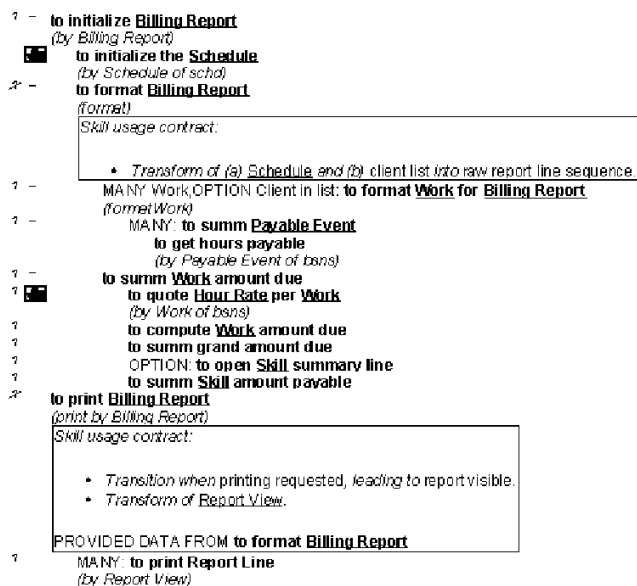 ? – to initialize Billing Report
(by Billing Report)
to initialize the Schedule
(by Schedule of schd)
– to format Billing Report
(format)
Skill usage contract:
• Transform of (a) Schedule and (b) client list into raw report line sequence.
? – MANY Work,OPTION Client in list: to format Work for Billing Report
(formatWork)
? – MANY: to summ Payable Event
to get hours payable
(by Payable Event of bsns)
? – to summ Work amount due
? to quote Hour Rate per Work
(by Work of bsns)
? to compute Work amount due
? to summ grand amount due
? OPTION: to open Skill summary line
? to summ Skill amount payable
to print Billing Report
(print by Billing Report)
Skill usage contract:
• Transition when printing requested, leading to report visible.
• Transform of Report View.
PROVIDED DATA FROM to format Billing Report
? MANY: to print Report Line
(by Report View)